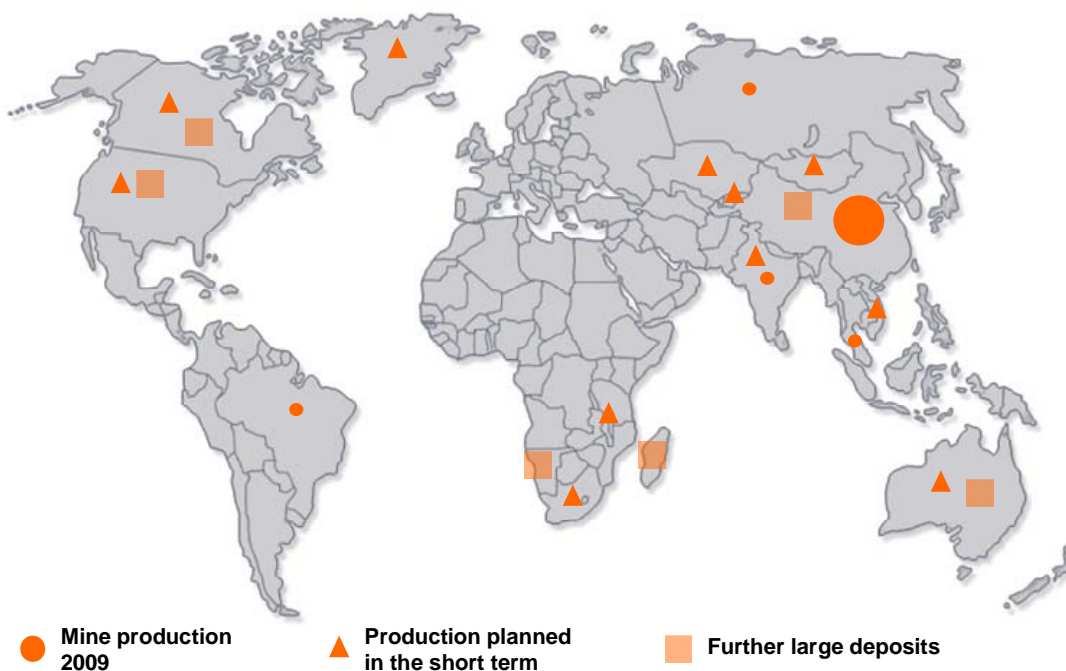 Mine production
2009
Production planned
in the short term
Further large deposits